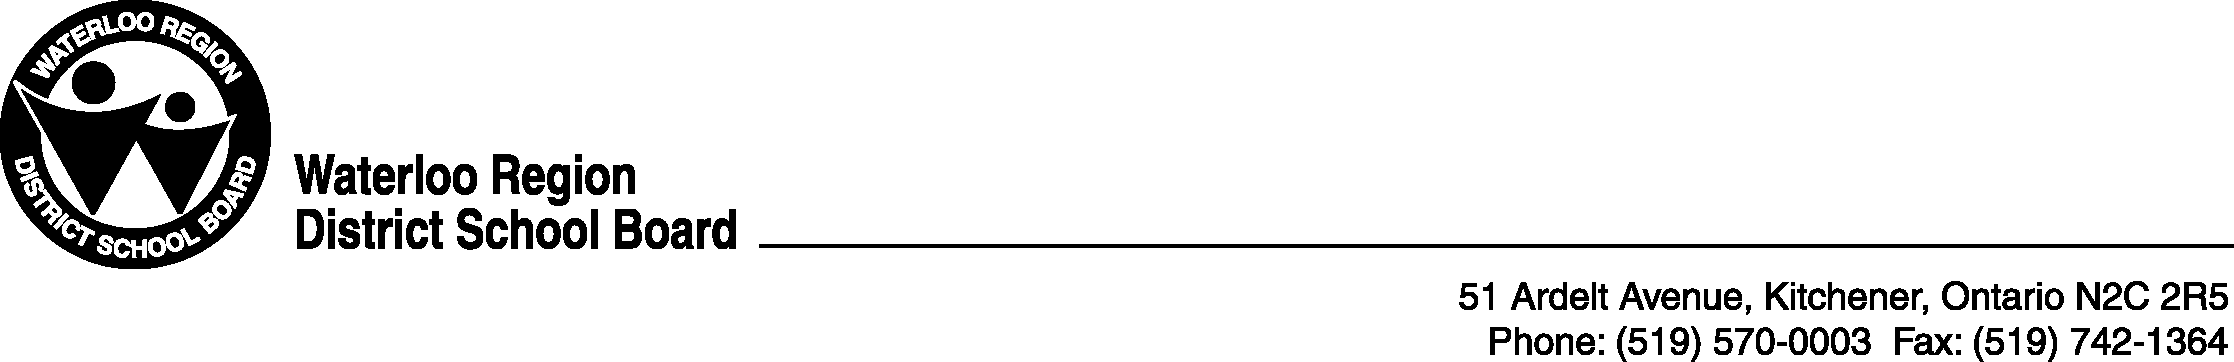 WATERLOO REGION
DISTRICT SCHOOL BOARD
Waterloo Region
District School Board
51 Ardelt Avenue, Kitchener, Ontario N2C 2R5
Phone: (519) 570-0003 Fax: (519) 742-1364